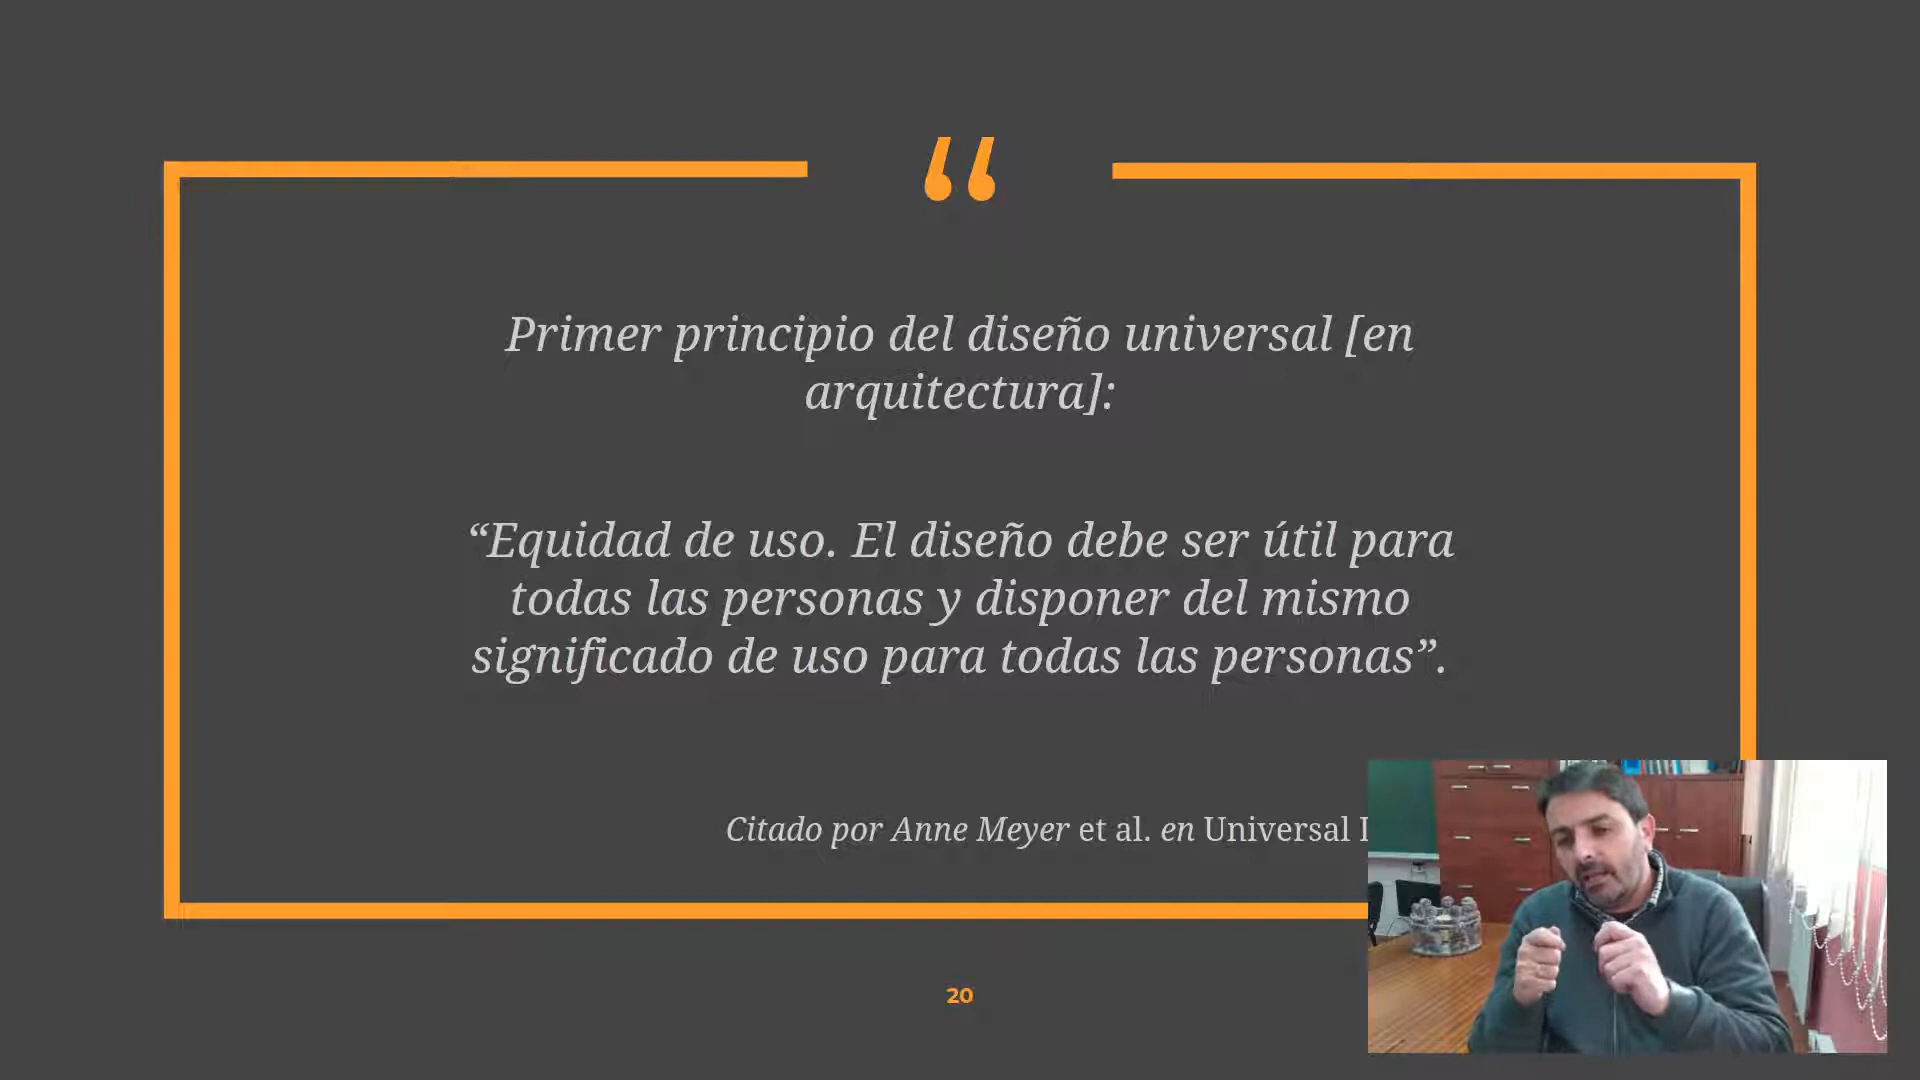 “
Primer principio del diseño universal [en
arquitectura]:
“Equidad de uso. El diseño debe ser útil para
todas las personas y disponer del mismo
significado de uso para todas las personas”.
Citado por Anne Meyer et al. en Universal
20